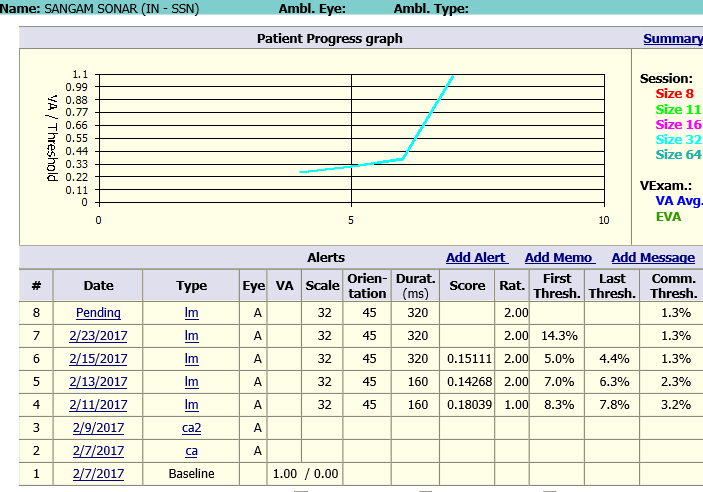 Name: SANGAM SONAR (IN - SSN) Ambl. Eye: Ambl. Type:
Patient Progress graph Summary
VA / Threshold
1.1
0.99
0.88
0.77
0.66
0.55
0.44
0.33
0.22
0.11
0
0 5 10
Session:
Size 8
Size 11
Size 16
Size 32
Size 64
VExam.:
VA Avg.
EVA
Alerts Add Alert Add Memo Add Message
# Date Type Eye VA Scale Orien-tation Durat. (ms) Score Rat. First Thresh. Last Thresh. Comm. Thresh.
8 Pending lm A 32 45 320 2.00 1.3%
7 2/23/2017 lm A 32 45 320 2.00 14.3% 1.3%
6 2/15/2017 lm A 32 45 320 0.15111 2.00 5.0% 4.4% 1.3%
5 2/13/2017 lm A 32 45 160 0.14268 2.00 7.0% 6.3% 2.3%
4 2/11/2017 lm A 32 45 160 0.18039 1.00 8.3% 7.8% 3.2%
3 2/9/2017 ca2 A
2 2/7/2017 ca A
1 2/7/2017 Baseline 1.00 / 0.00